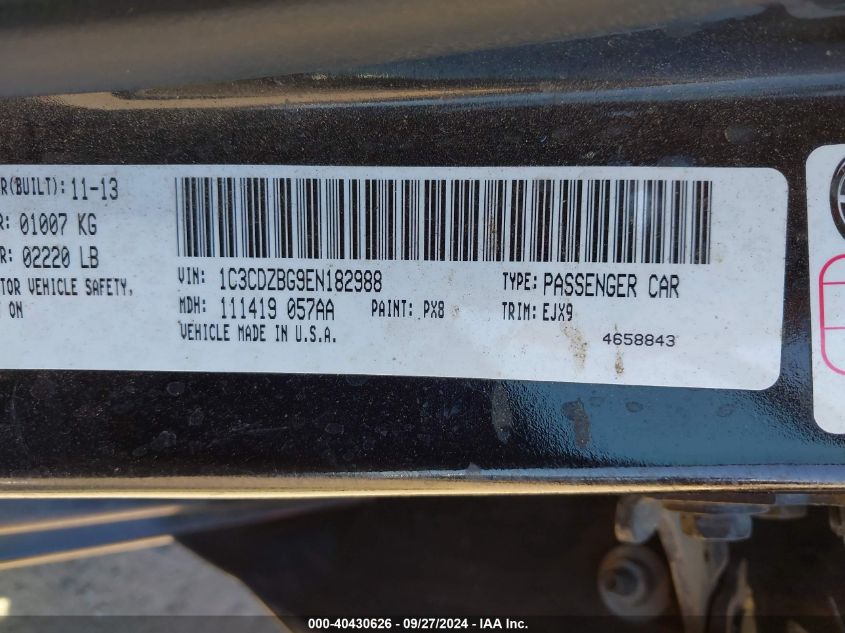 R(BUILT): 11-13
R: 01007 KG
R: 02220 LB
TOR VEHICLE SAFETY,
ON
VIN: 1C3CDZBG9EN182988
TYPE: PASSENGER CAR
MDH: 111419 057AA
PAINT: PX8
TRIM: EJX9
VEHICLE MADE IN U.S.A.
4658843
000-40430626 - 09/27/2024 - IAA Inc.